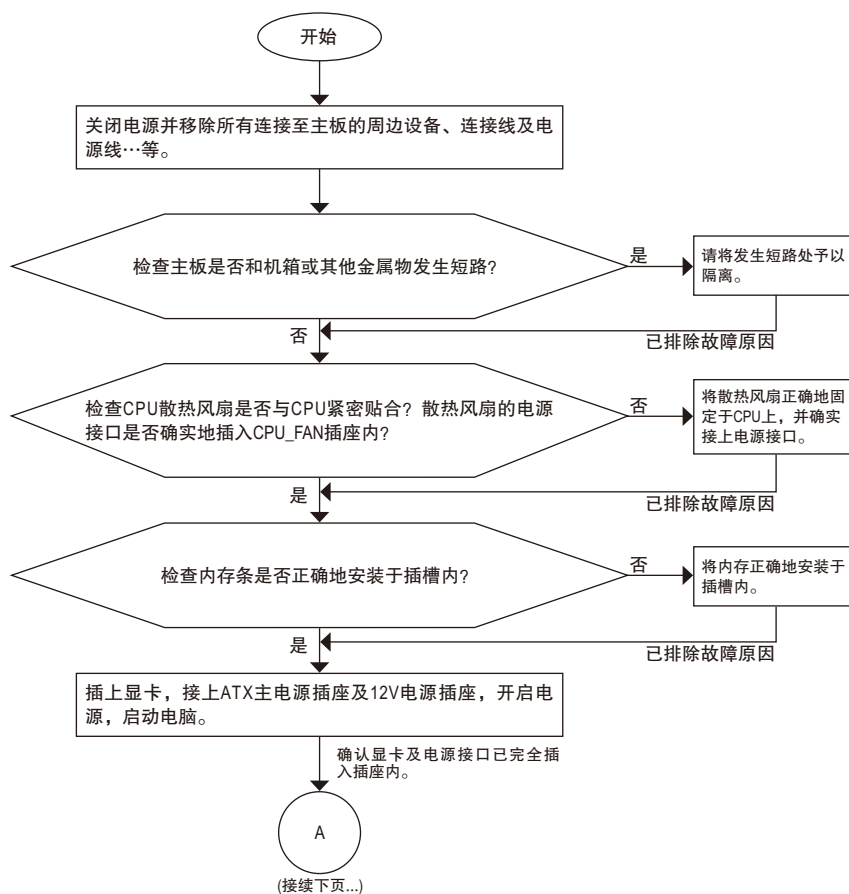 开始
关闭电源并移除所有连接至主板的周边设备、连接线及电
源线…等。
检查主板是否和机箱或其他金属物发生短路?
是
请将发生短路处予以
隔离。
否
已排除故障原因
检查CPU散热风扇是否与CPU紧密贴合? 散热风扇的电源
接口是否确实地插入CPU_FAN插座内?
否
将散热风扇正确地固
定于CPU上,并确实
接上电源接口。
是
已排除故障原因
检查内存条是否正确地安装于插槽内?
否
将内存正确地安装于
插槽内。
是
已排除故障原因
插上显卡,接上ATX主电源插座及12V电源插座,开启电
源,启动电脑。
确认显卡及电源接口已完全插
入插座内。
A
(接续下页...)